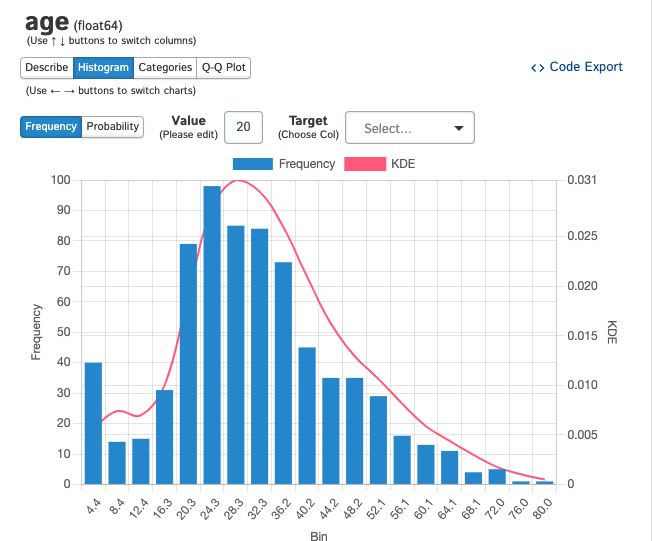 age (float64)
(Use ↑ ↓ buttons to switch columns)
Describe Histogram Categories Q-Q Plot
<> Code Export
(Use ← → buttons to switch charts)
Frequency Probability
Value
(Please edit)
20
Target
(Choose Col)
Select...
Frequency KDE
100
90
80
70
60
50
40
30
20
10
0
Frequency
0.031
0.025
0.020
0.015
0.010
0.005
0
KDE
4.4 8.4 12.4 16.3 20.3 24.3 28.3 32.3 36.2 40.2 44.2 48.2 52.1 56.1 60.1 64.1 68.1 72.0 76.0 80.0
Bin